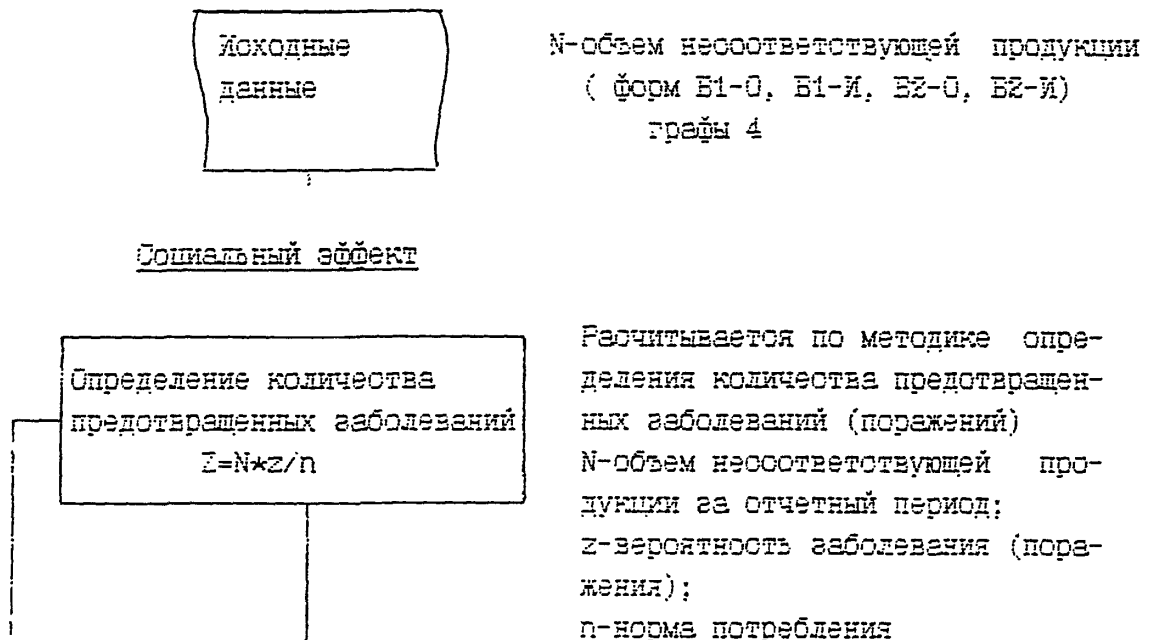 Исходные
данные
N-объем несоответствующей продукции
( форм Б1-О, Б1-И, Б2-О, Б2-И)
графы 4
Социальный эффект
Определение количества
предотвращенных заболеваний
Z=N*z/n
Расчитывается по методике опре-
деления количества предотвращен-
ных заболеваний (поражений)
N-объем несоответствующей про-
дукции за отчетный период;
z-вероятность заболевания (пора-
жения);
n-норма потребления